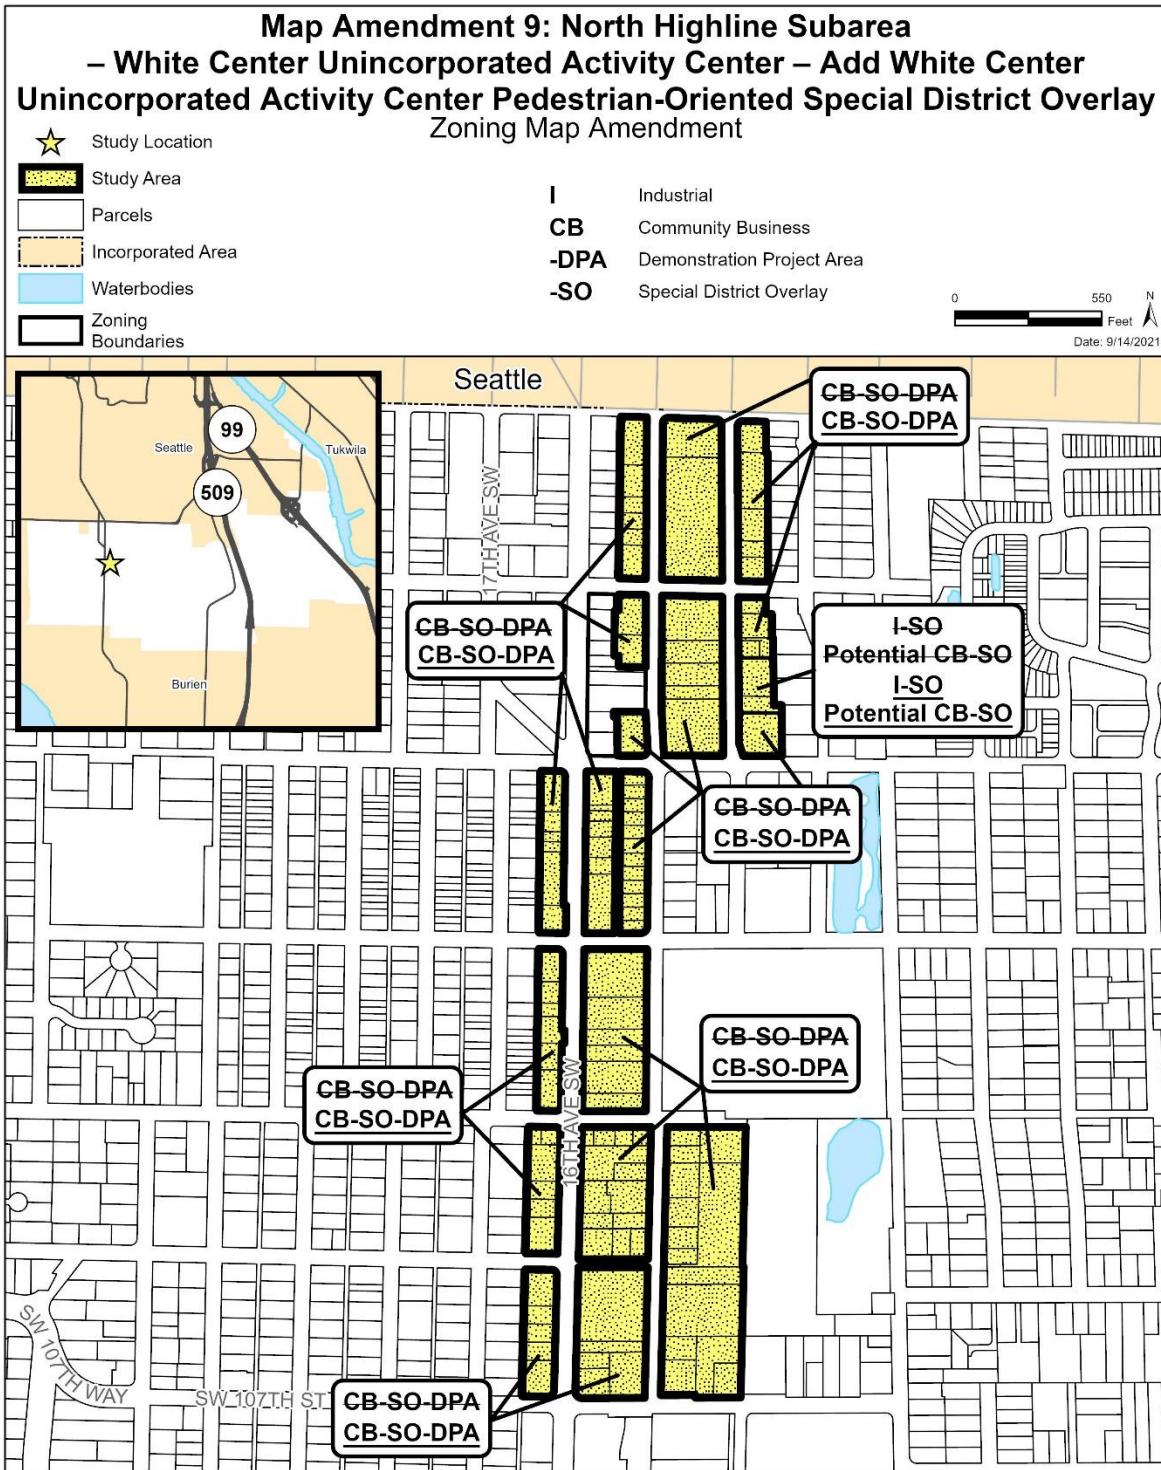 Map Amendment 9: North Highline Subarea
– White Center Unincorporated Activity Center – Add White Center
Unincorporated Activity Center Pedestrian-Oriented Special District Overlay
Zoning Map Amendment
Study Location
Study Area
Parcels
Incorporated Area
Waterbodies
Zoning
Boundaries
I Industrial
CB Community Business
-DPA Demonstration Project Area
-SO Special District Overlay
0 550
Feet
N
Date: 9/14/2021
Seattle
99
Seattle
Tukwila
509
Burien
17TH AVE SW
CB-SO-DPA
CB-SO-DPA
CB-SO-DPA
CB-SO-DPA
I-SO
Potential CB-SO
I-SO
Potential CB-SO
CB-SO-DPA
CB-SO-DPA
CB-SO-DPA
CB-SO-DPA
CB-SO-DPA
CB-SO-DPA
16TH AVE SW
SW 107TH WAY
SW 107TH ST
CB-SO-DPA
CB-SO-DPA